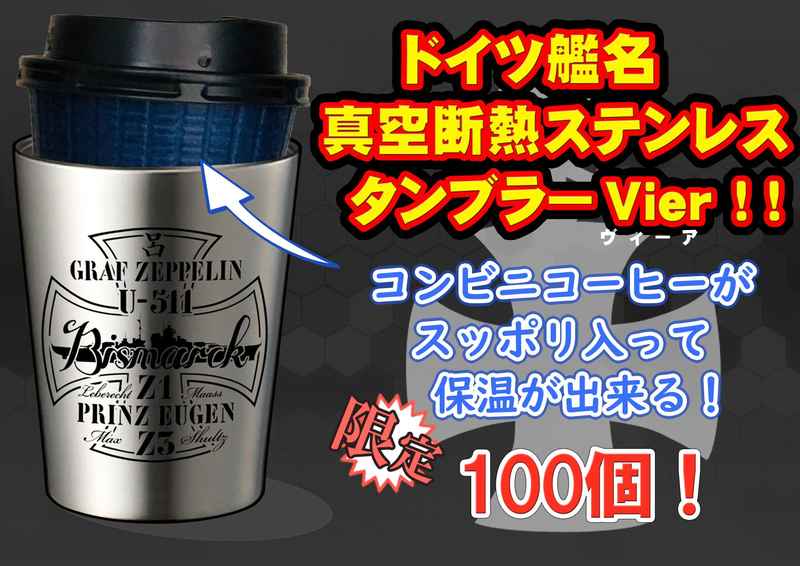 ドイツ艦名
真空断熱ステンレス
タンブラーVier!!
ヴィーア
コンビニコーヒーが
スッポリ入って
保温が出来る!
限定
100個!
呂
GRAF ZEPPELIN
U-511
Bismarck
Z1
Leberecht Maass
PRINZ EUGEN
Z3
Max Shultz